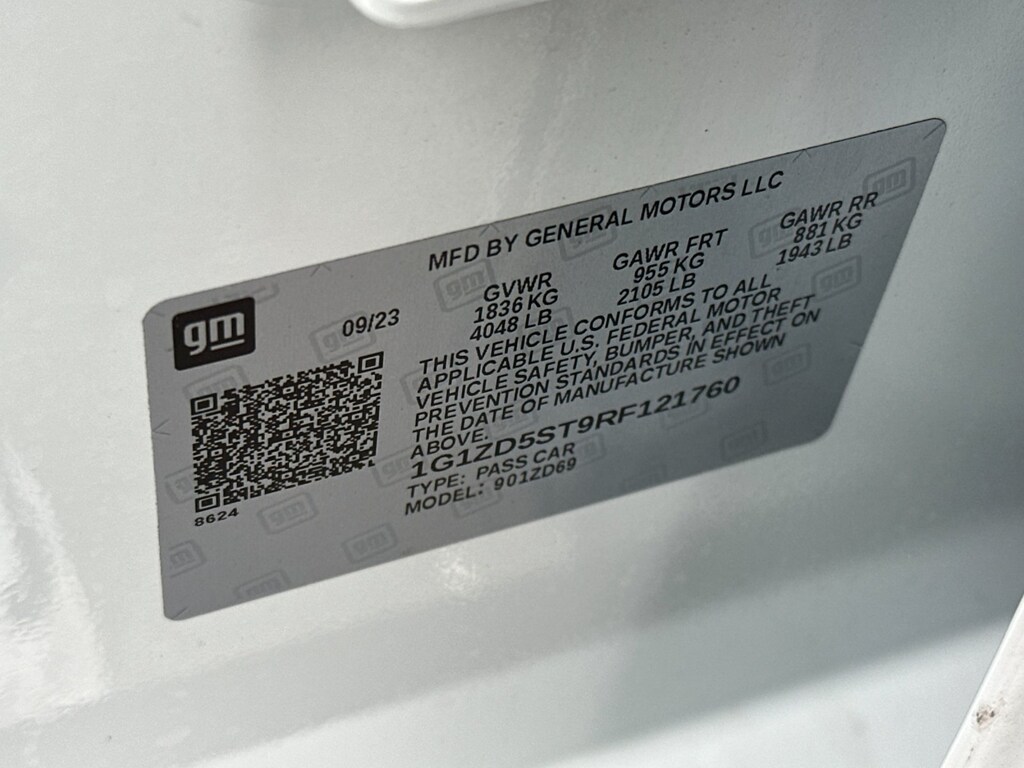 MFD BY GENERAL MOTORS LLC
gm
09/23
GVWR GAWR FRT GAWR RR
1836 KG 955 KG 881 KG
4048 LB 2105 LB 1943 LB
THIS VEHICLE CONFORMS TO ALL
APPLICABLE U.S. FEDERAL MOTOR
VEHICLE SAFETY, BUMPER, AND THEFT
PREVENTION STANDARDS IN EFFECT ON
THE DATE OF MANUFACTURE SHOWN
ABOVE.
1G1ZD5ST9RF121760
TYPE: PASS CAR
MODEL: 901ZD69
8624